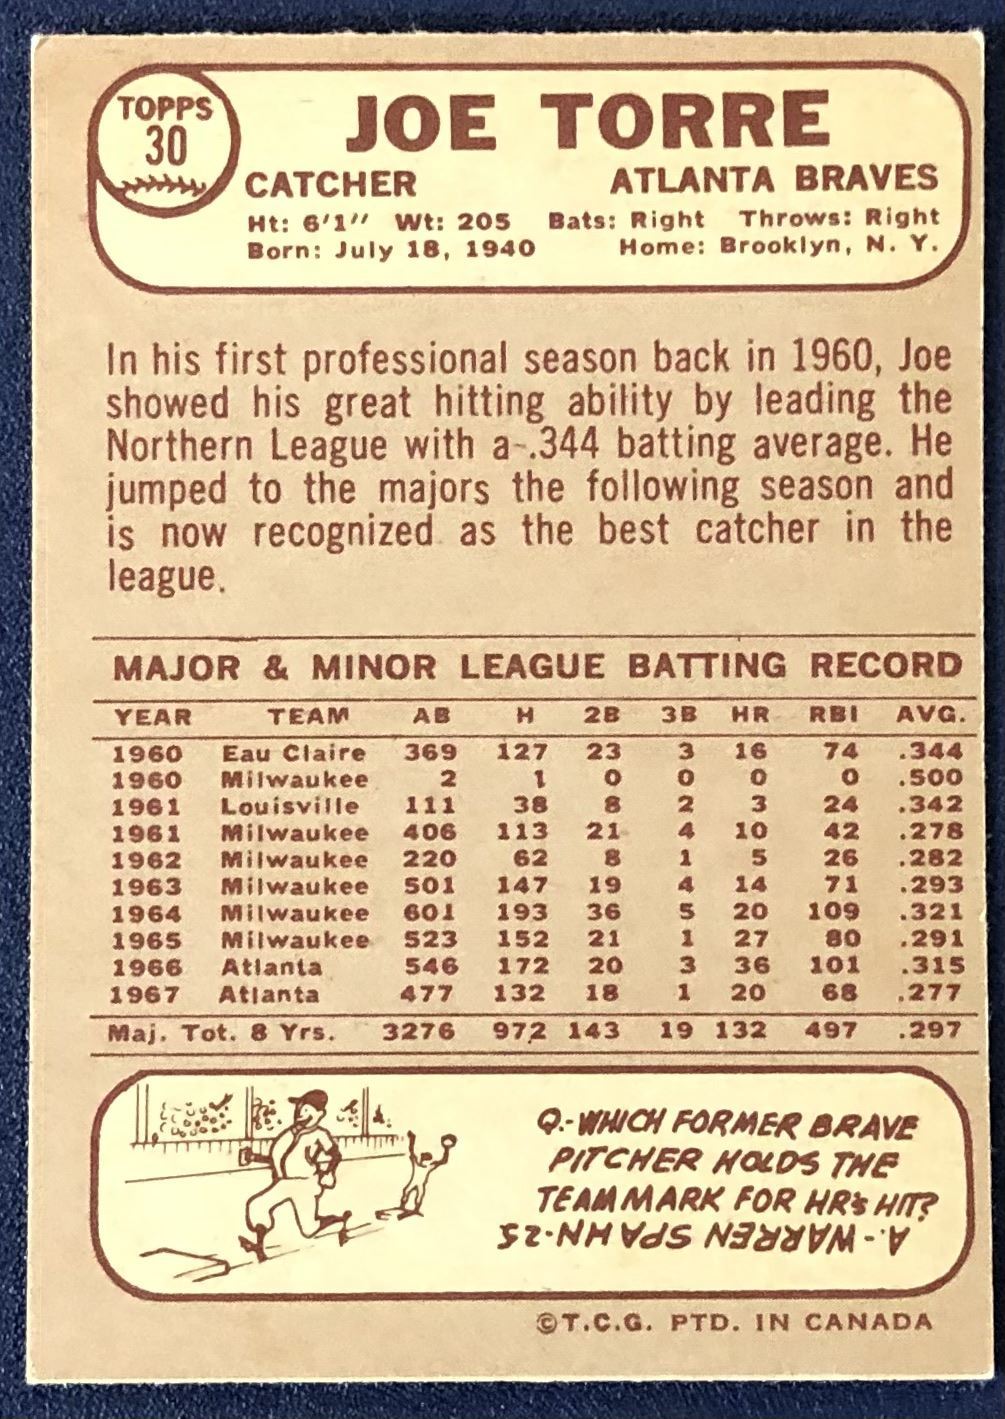 TOPPS
30
JOE TORRE
CATCHER ATLANTA BRAVES
Ht: 6'1" Wt: 205 Bats: Right Throws: Right
Born: July 18, 1940 Home: Brooklyn, N. Y.
In his first professional season back in 1960, Joe
showed his great hitting ability by leading the
Northern League with a .344 batting average. He
jumped to the majors the following season and
is now recognized as the best catcher in the
league.
MAJOR & MINOR LEAGUE BATTING RECORD
YEAR TEAM AB H 2B 3B HR RBI AVG.
1960 Eau Claire 369 127 23 3 16 74 .344
1960 Milwaukee 2 1 0 0 0 0 .500
1961 Louisville 111 38 8 2 3 24 .342
1961 Milwaukee 406 113 21 4 10 42 .278
1962 Milwaukee 220 62 8 1 5 26 .282
1963 Milwaukee 501 147 19 4 14 71 .293
1964 Milwaukee 601 193 36 5 20 109 .321
1965 Milwaukee 523 152 21 1 27 80 .291
1966 Atlanta 546 172 20 3 36 101 .315
1967 Atlanta 477 132 18 1 20 68 .277
Maj. Tot. 8 Yrs. 3276 972 143 19 132 497 .297
Q.-WHICH FORMER BRAVE
PITCHER HOLDS THE
TEAM MARK FOR HR's HIT?
A.-WARREN SPAHN-25
©T.C.G. PTD. IN CANADA